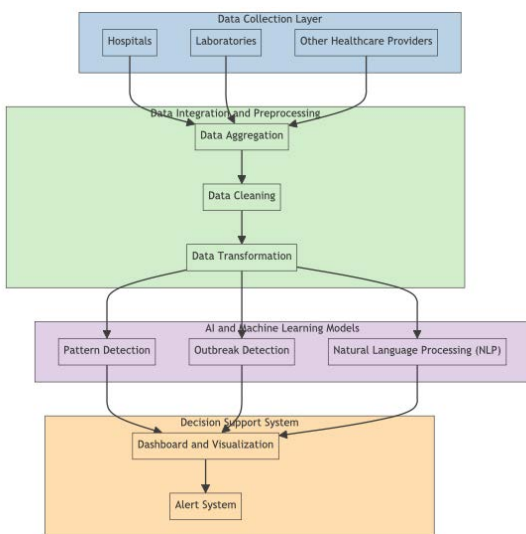 Data Collection Layer
Hospitals
Laboratories
Other Healthcare Providers
Data Integration and Preprocessing
Data Aggregation
Data Cleaning
Data Transformation
AI and Machine Learning Models
Pattern Detection
Outbreak Detection
Natural Language Processing (NLP)
Decision Support System
Dashboard and Visualization
Alert System